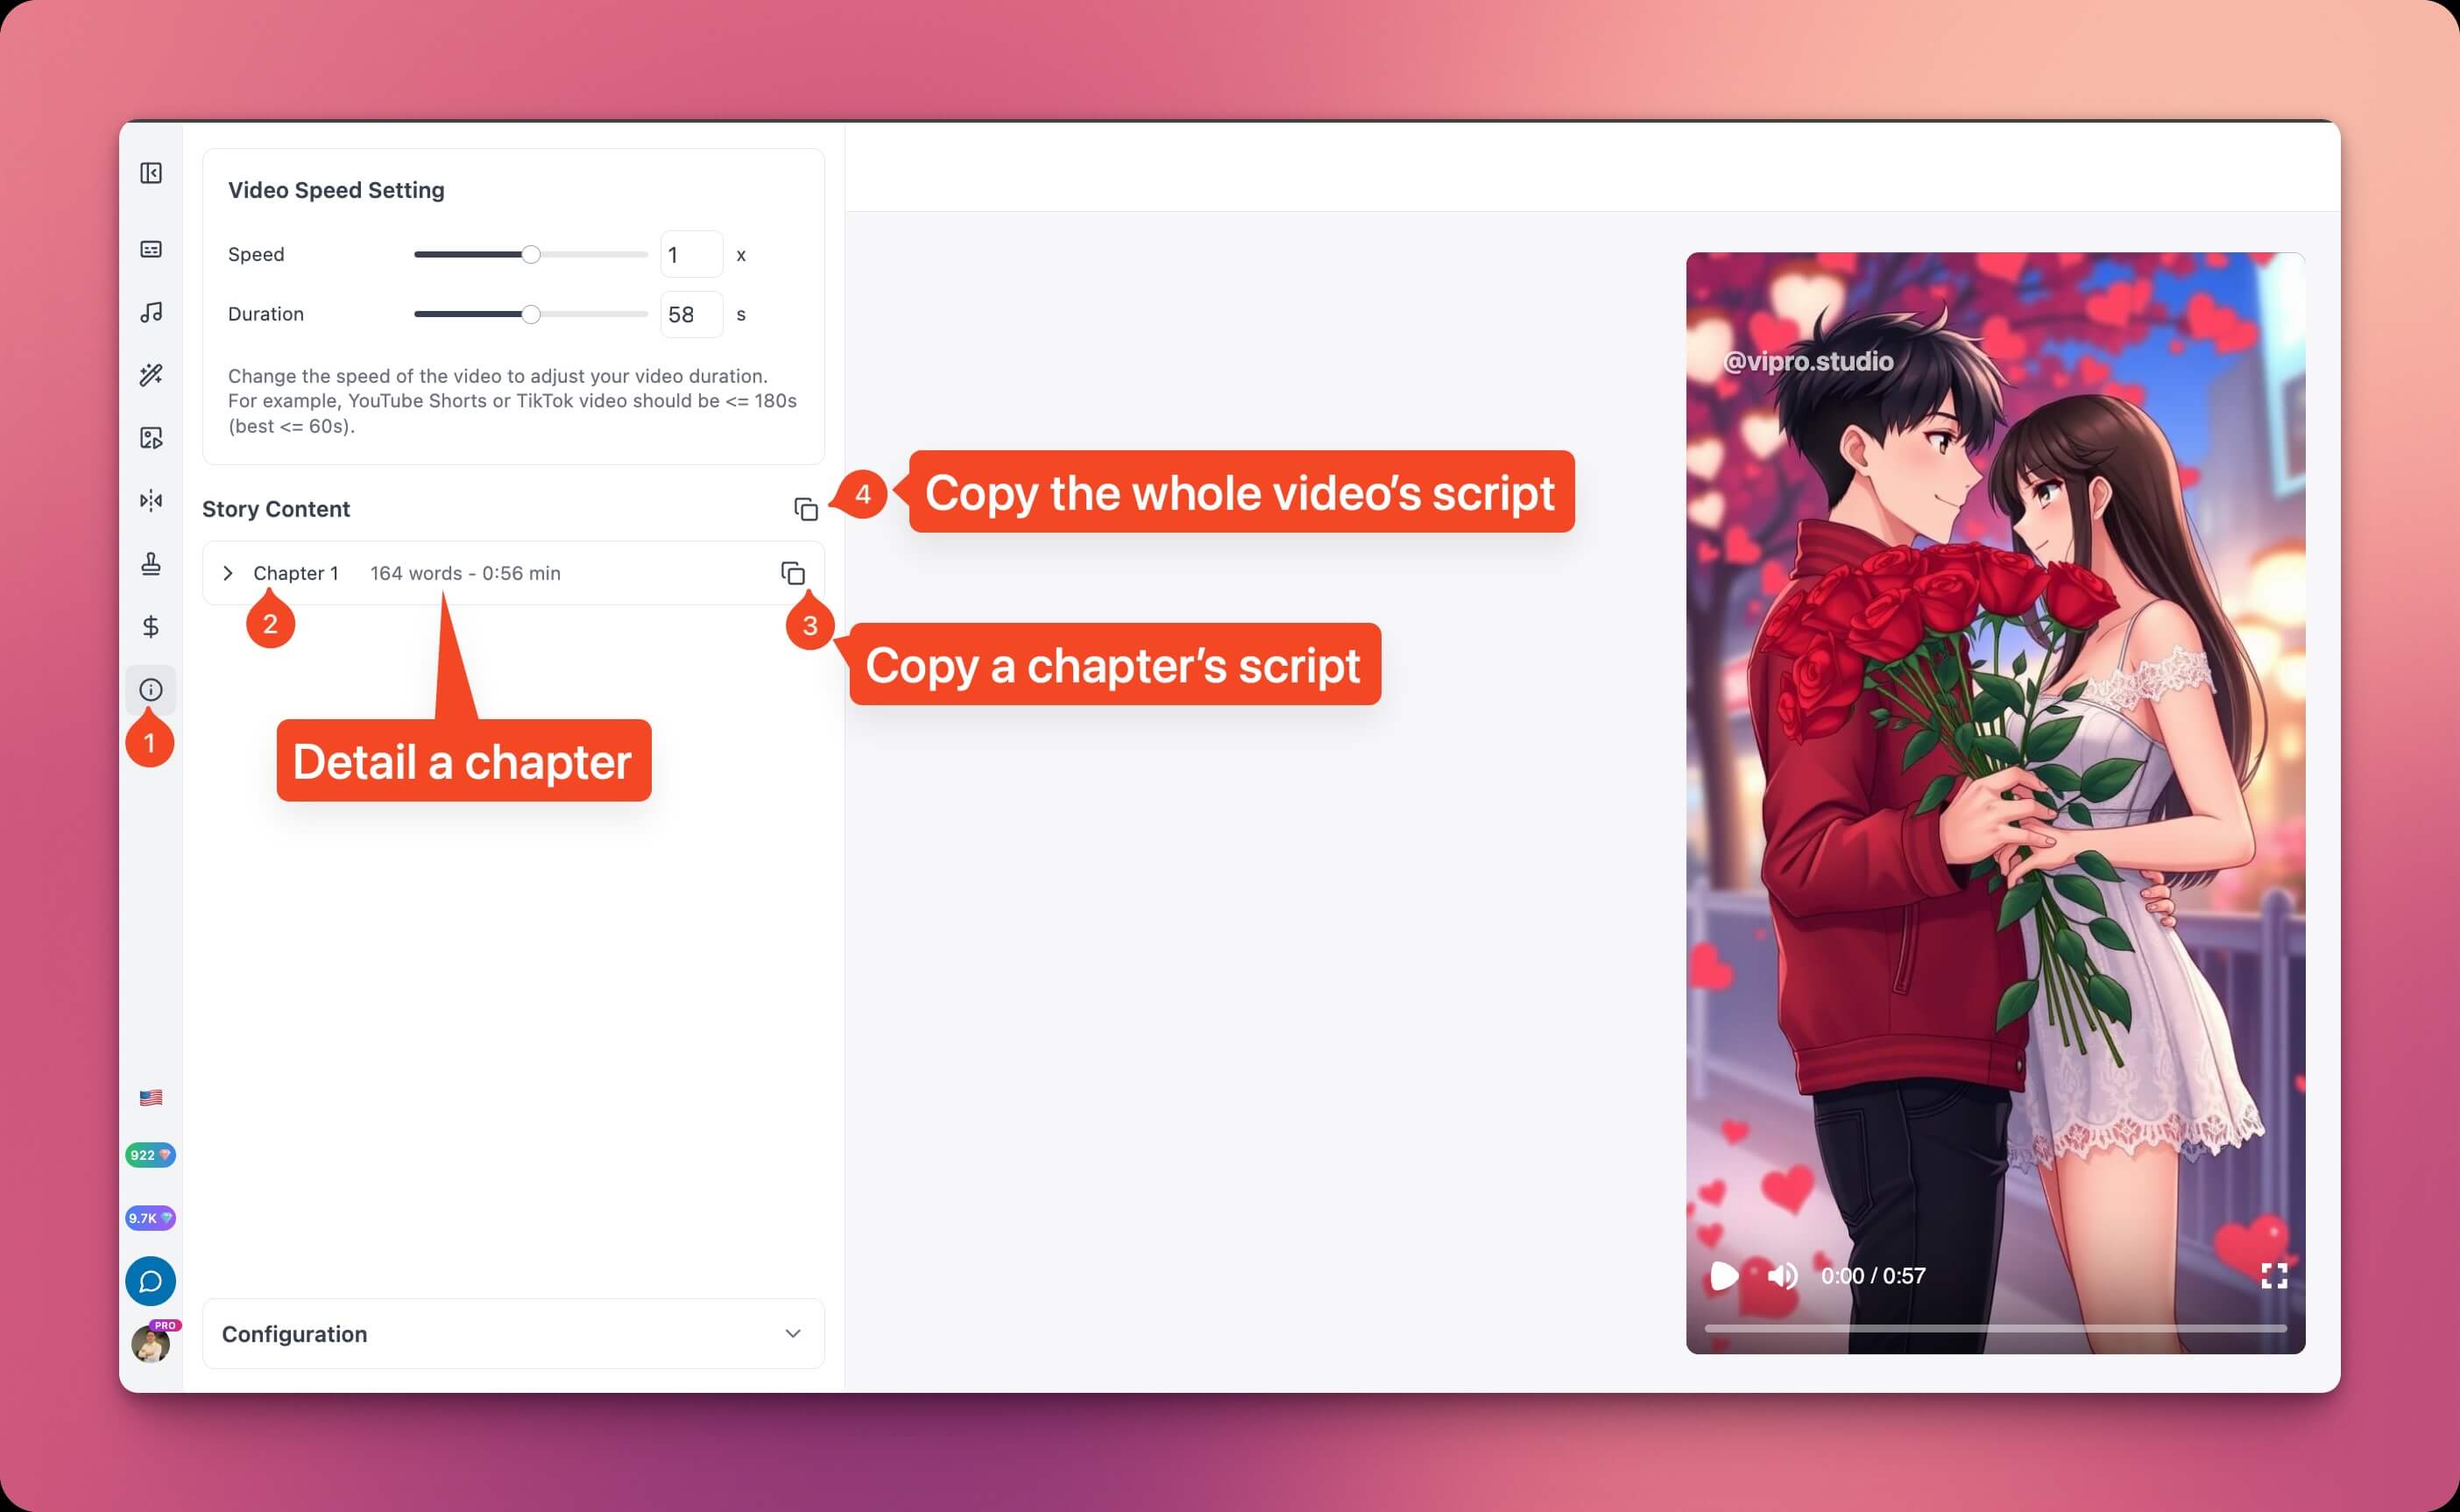 Video Speed Setting
Speed 1 x
Duration 58 s
Change the speed of the video to adjust your video duration.
For example, YouTube Shorts or TikTok video should be <= 180s
(best <= 60s).
Story Content
4 Copy the whole video’s script
Chapter 1 164 words - 0:56 min
2
3 Copy a chapter’s script
1
Detail a chapter
922
9.7K
PRO
Configuration
@vipro.studio
0:00 / 0:57